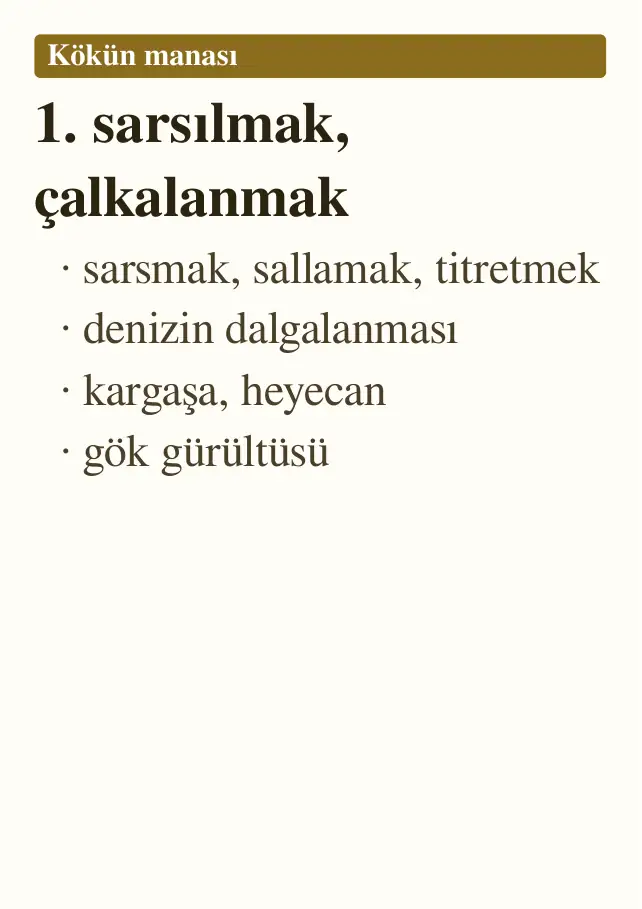 Kökün manası
1. sarsılmak,
çalkalanmak
· sarsmak, sallamak, titretmek
· denizin dalgalanması
· kargaşa, heyecan
· gök gürültüsü